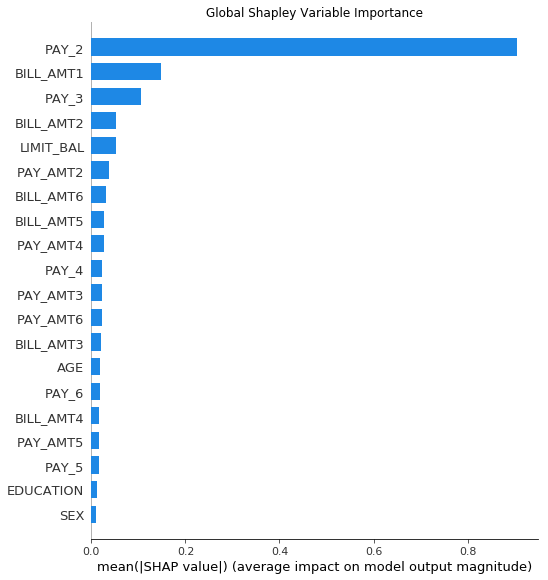 Global Shapley Variable Importance
PAY_2
BILL_AMT1
PAY_3
BILL_AMT2
LIMIT_BAL
PAY_AMT2
BILL_AMT6
BILL_AMT5
PAY_AMT4
PAY_4
PAY_AMT3
PAY_AMT6
BILL_AMT3
AGE
PAY_6
BILL_AMT4
PAY_AMT5
PAY_5
EDUCATION
SEX
0.0 0.2 0.4 0.6 0.8
mean(|SHAP value|) (average impact on model output magnitude)